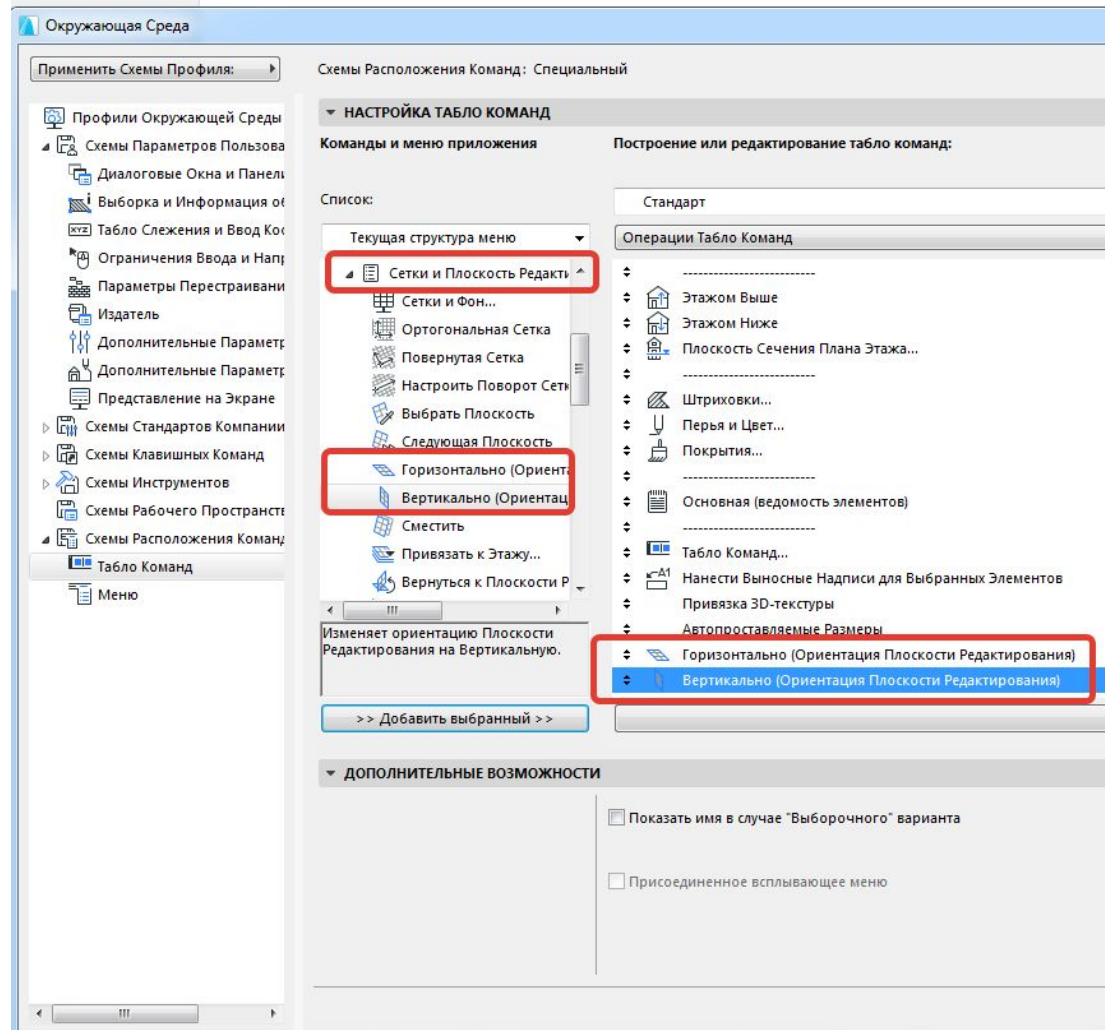 Окружающая Среда
Применить Схемы Профиля:
Схемы Расположения Команд: Специальный
Профили Окружающей Среды
Схемы Параметров Пользова
Диалоговые Окна и Панели
Выборка и Информация об
Табло Слежения и Ввод Коо
Ограничения Ввода и Напр
Параметры Перестраивани
Издатель
Дополнительные Параметр
Дополнительные Параметр
Представление на Экране
Схемы Стандартов Компании
Схемы Клавишных Команд
Схемы Инструментов
Схемы Рабочего Пространств
Схемы Расположения Команд
Табло Команд
Меню
НАСТРОЙКА ТАБЛО КОМАНД
Команды и меню приложения
Построение или редактирование табло команд:
Список:
Стандарт
Текущая структура меню
Операции Табло Команд
Сетки и Плоскость Редакти
Сетки и Фон...
Ортогональная Сетка
Повернутая Сетка
Настроить Поворот Сетк
Выбрать Плоскость
Следующая Плоскость
Горизонтально (Ориента
Вертикально (Ориентац
Сместить
Привязать к Этажу...
Вернуться к Плоскости Р
Изменяет ориентацию Плоскости
Редактирования на Вертикальную.
>> Добавить выбранный >>
-------------------------
Этажом Выше
Этажом Ниже
Плоскость Сечения Плана Этажа...
-------------------------
Штриховки...
Перья и Цвет...
Покрытия...
-------------------------
Основная (ведомость элементов)
-------------------------
Табло Команд...
A1 Нанести Выносные Надписи для Выбранных Элементов
Привязка 3D-текстуры
Автопроставляемые Размеры
Горизонтально (Ориентация Плоскости Редактирования)
Вертикально (Ориентация Плоскости Редактирования)
ДОПОЛНИТЕЛЬНЫЕ ВОЗМОЖНОСТИ
Показать имя в случае "Выборочного" варианта
Присоединенное всплывающее меню